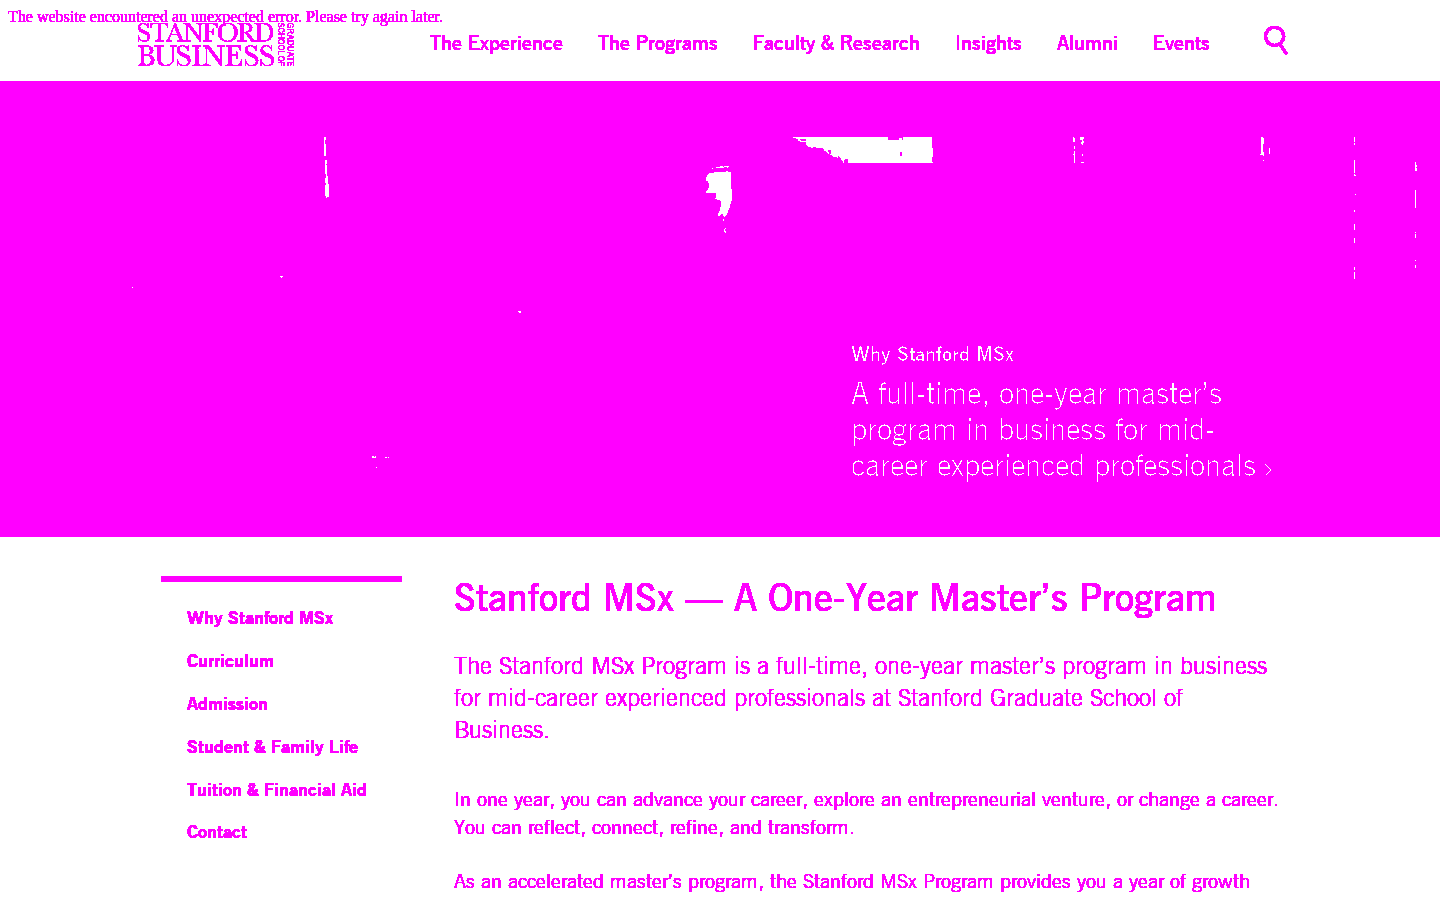 The website encountered an unexpected error. Please try again later.
STANFORD
BUSINESS
GRADUATE
SCHOOL OF
The Experience
The Programs
Faculty & Research
Insights
Alumni
Events
Why Stanford MSx
A full-time, one-year master's
program in business for mid-
career experienced professionals ›
Why Stanford MSx
Curriculum
Admission
Student & Family Life
Tuition & Financial Aid
Contact
Stanford MSx — A One-Year Master's Program
The Stanford MSx Program is a full-time, one-year master's program in business
for mid-career experienced professionals at Stanford Graduate School of
Business.
In one year, you can advance your career, explore an entrepreneurial venture, or change a career.
You can reflect, connect, refine, and transform.
As an accelerated master's program, the Stanford MSx Program provides you a year of growth